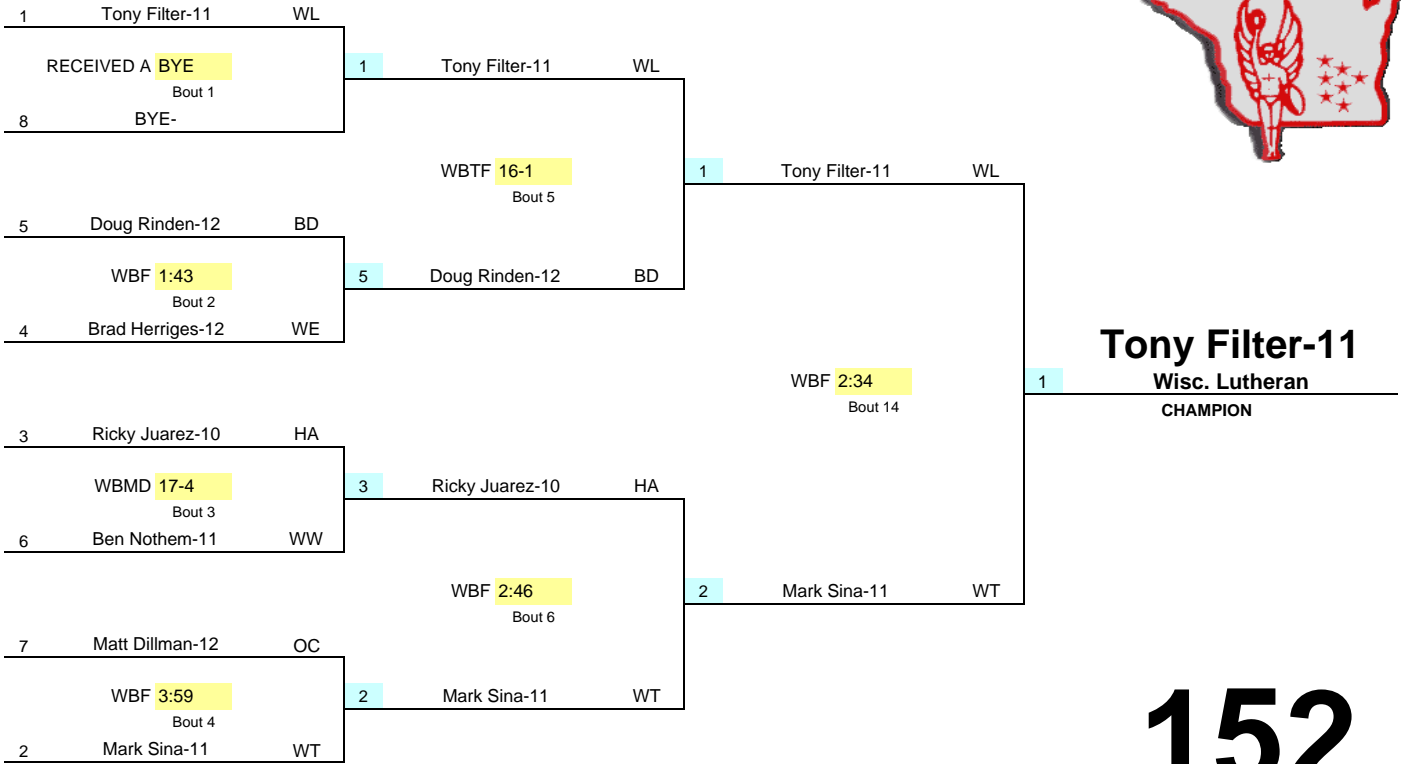 1 Tony Filter-11 WL
RECEIVED A BYE
Bout 1
8 BYE-
1 Tony Filter-11 WL
WBTF 16-1
Bout 5
5 Doug Rinden-12 BD
WBF 1:43
Bout 2
4 Brad Herriges-12 WE
5 Doug Rinden-12 BD
1 Tony Filter-11 WL
WBF 2:34
Bout 14
3 Ricky Juarez-10 HA
WBMD 17-4
Bout 3
6 Ben Nothem-11 WW
3 Ricky Juarez-10 HA
WBF 2:46
Bout 6
7 Matt Dillman-12 OC
WBF 3:59
Bout 4
2 Mark Sina-11 WT
2 Mark Sina-11 WT
2 Mark Sina-11 WT
Tony Filter-11
1 Wisc. Lutheran
CHAMPION
152